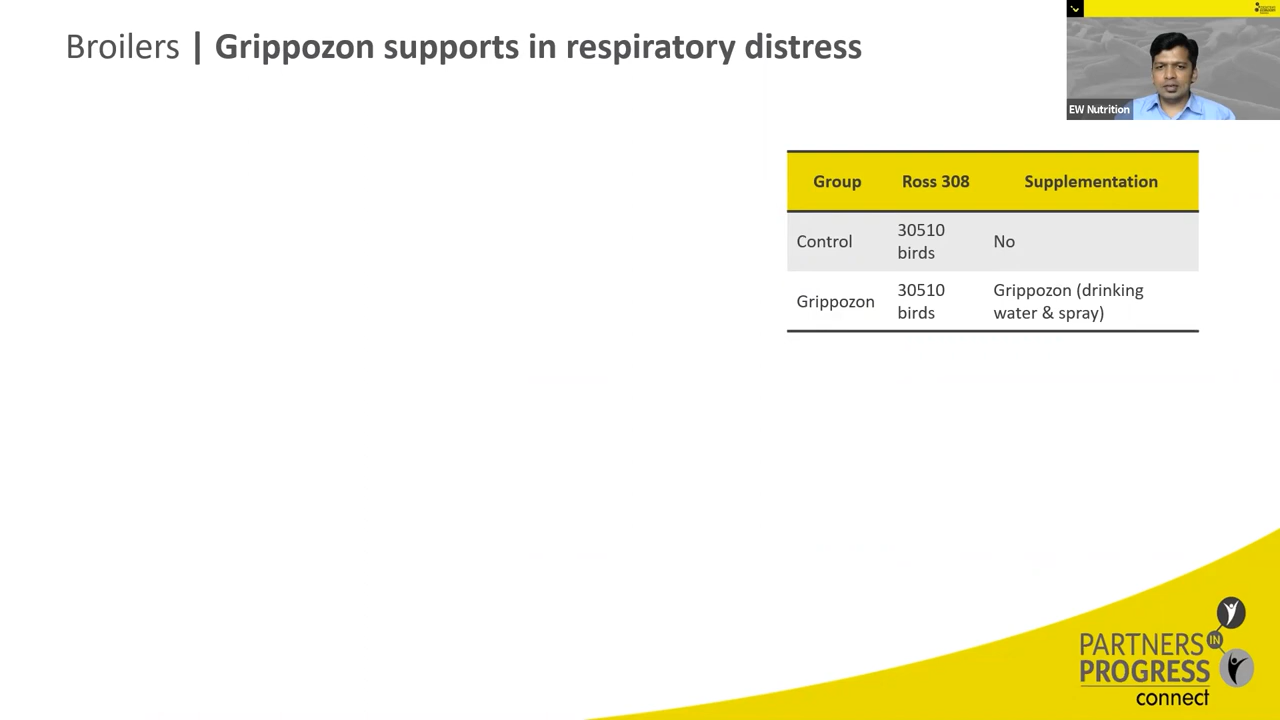 Broilers | Grippozon supports in respiratory distress
EW Nutrition
Group Ross 308 Supplementation
Control 30510 birds No
Grippozon 30510 birds Grippozon (drinking water & spray)
PARTNERS IN
PROGRESS
connect